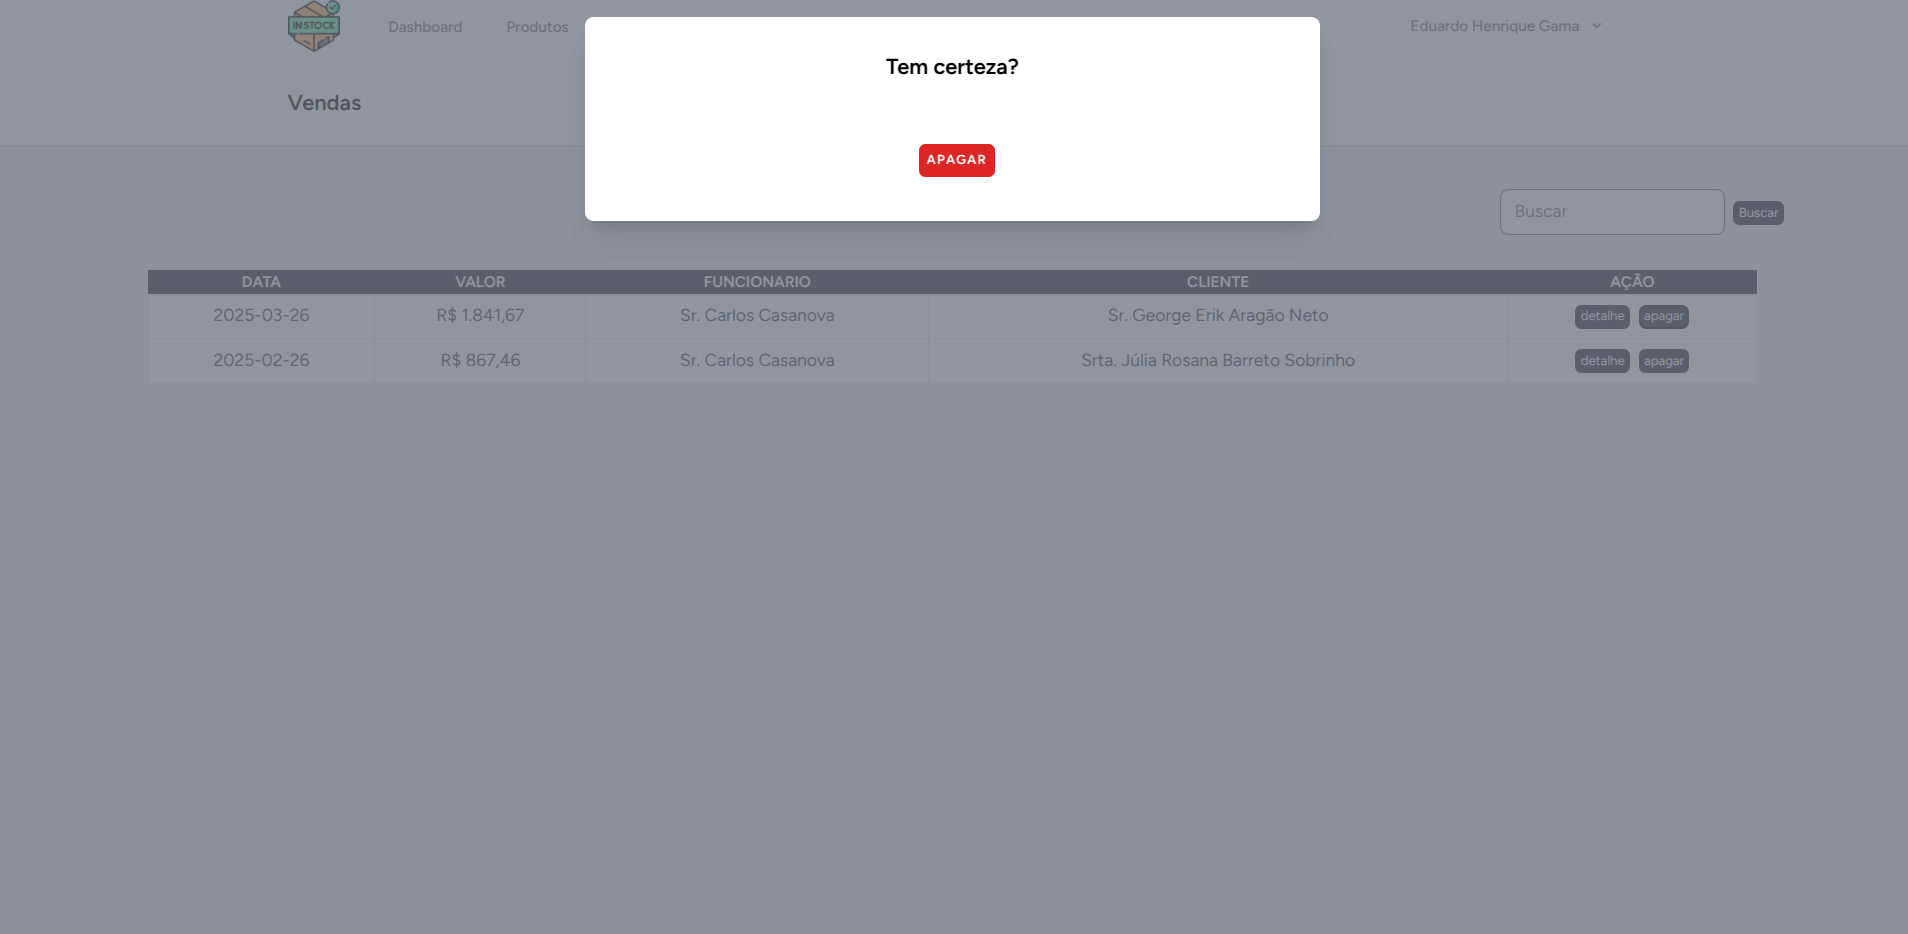 INSTOCK
Dashboard Produtos Eduardo Henrique Gama
Tem certeza?
Vendas
APAGAR
Buscar Buscar
DATA VALOR FUNCIONARIO CLIENTE AÇÃO
2025-03-26 R$ 1.841,67 Sr. Carlos Casanova Sr. George Erik Aragão Neto detalhe apagar
2025-02-26 R$ 867,46 Sr. Carlos Casanova Srta. Júlia Rosana Barreto Sobrinho detalhe apagar